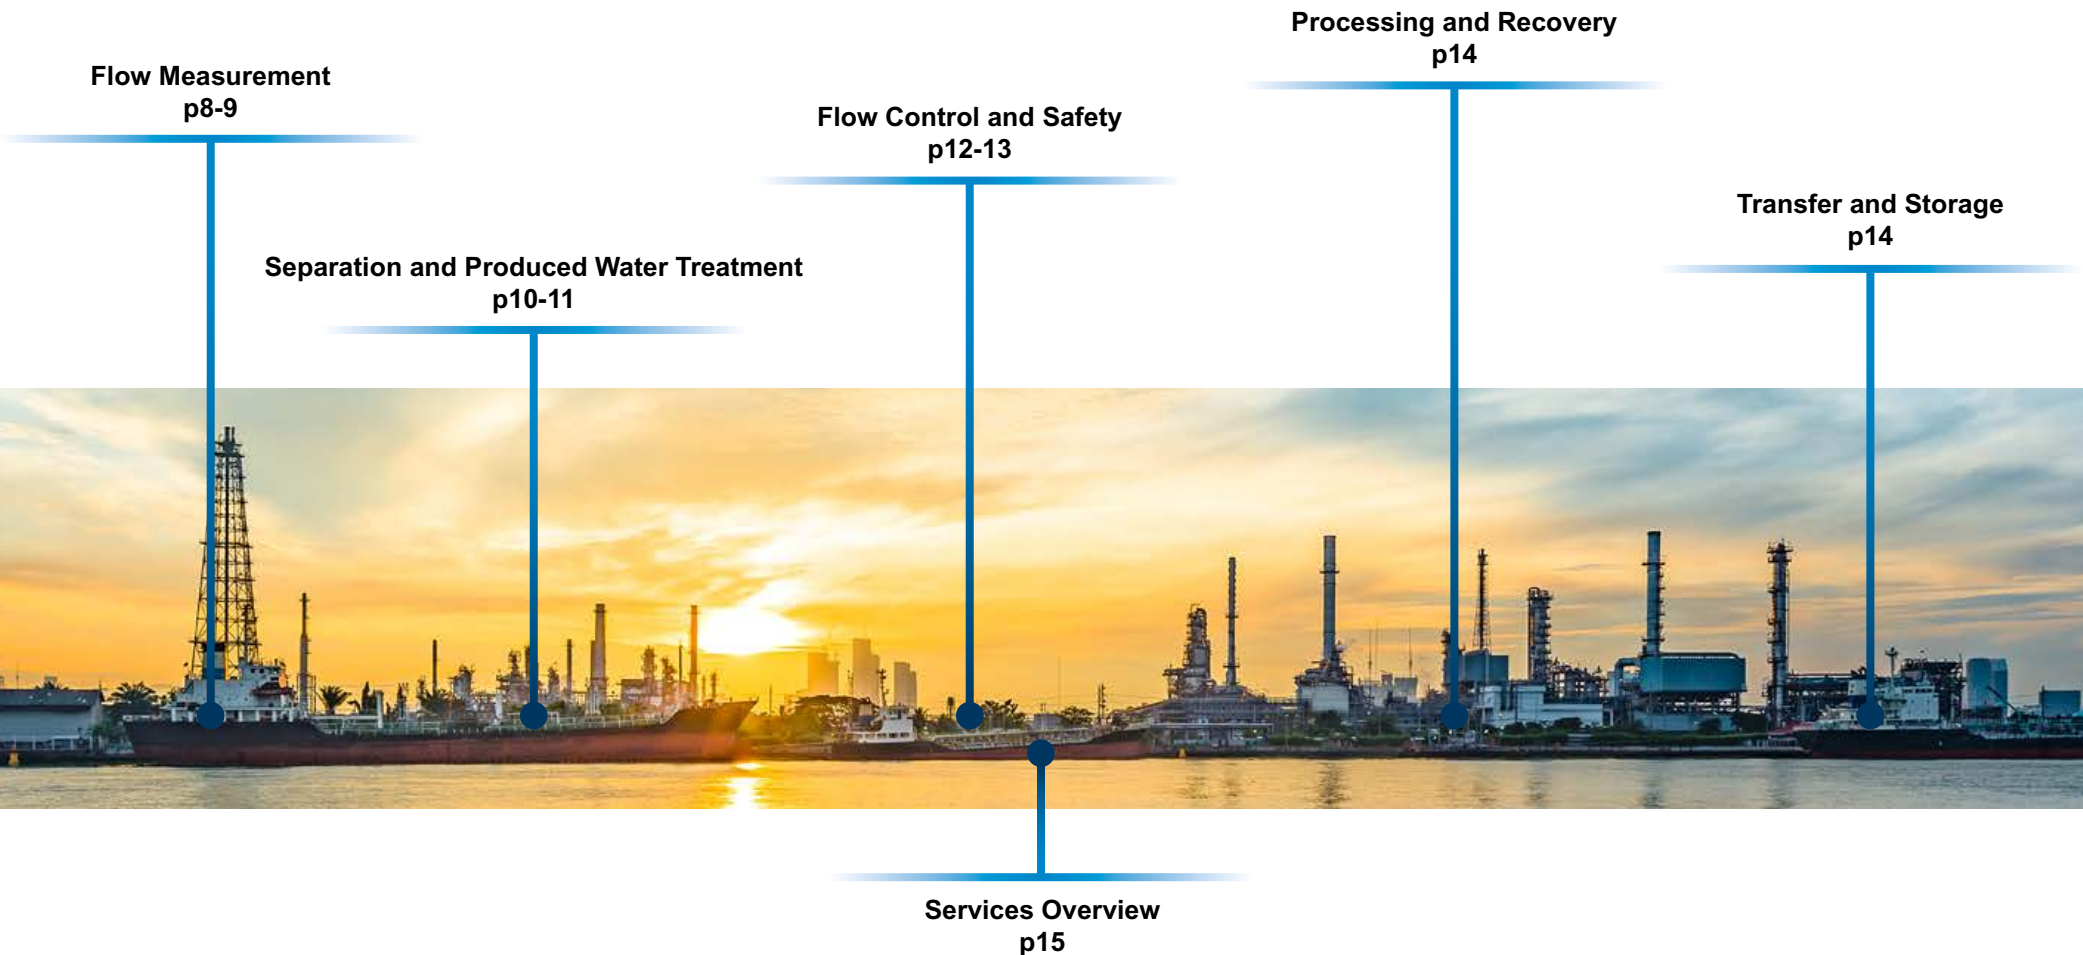 Flow Measurement
p8-9
Separation and Produced Water Treatment
p10-11
Flow Control and Safety
p12-13
Processing and Recovery
p14
Transfer and Storage
p14
Services Overview
p15